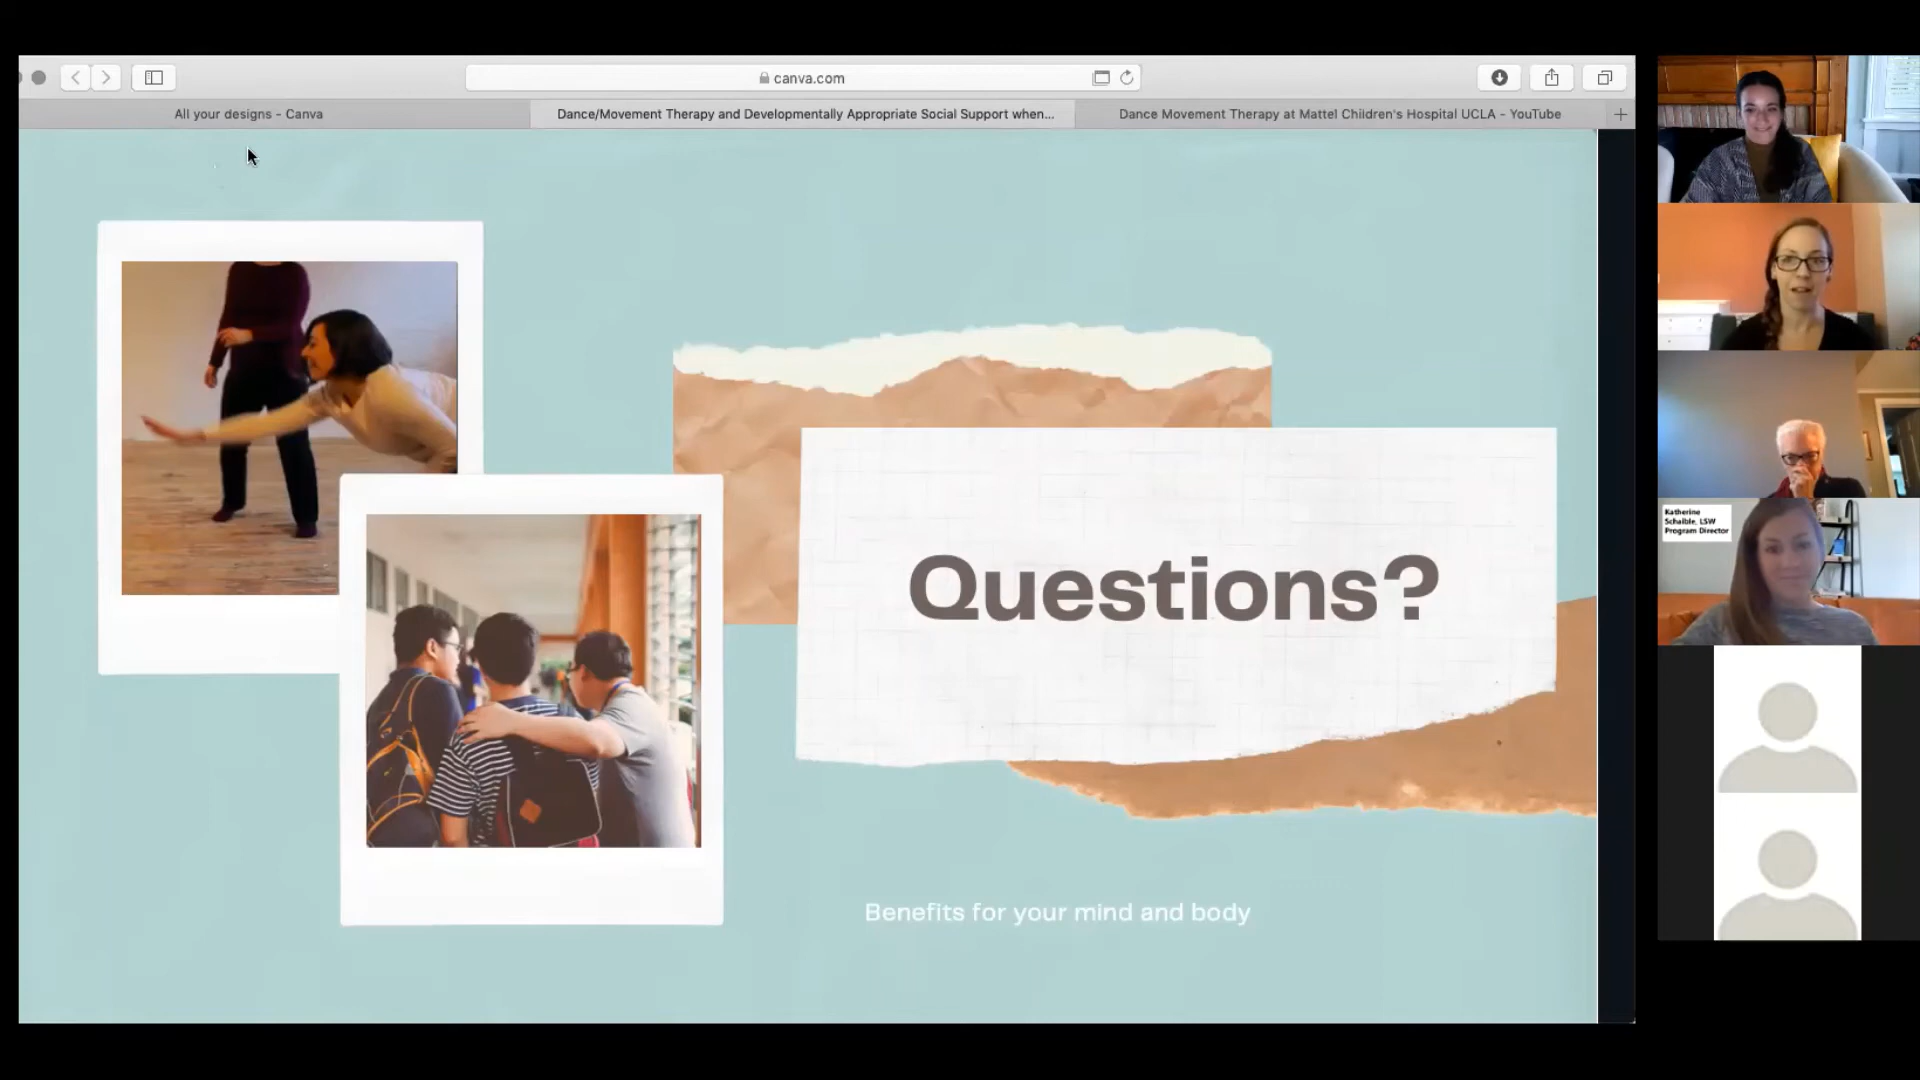 canva.com
All your designs – Canva
Dance/Movement Therapy and Developmentally Appropriate Social Support when...
Dance Movement Therapy at Mattel Children's Hospital UCLA - YouTube
Questions?
Benefits for your mind and body
Katherine
Schaible, LSW
Program Director